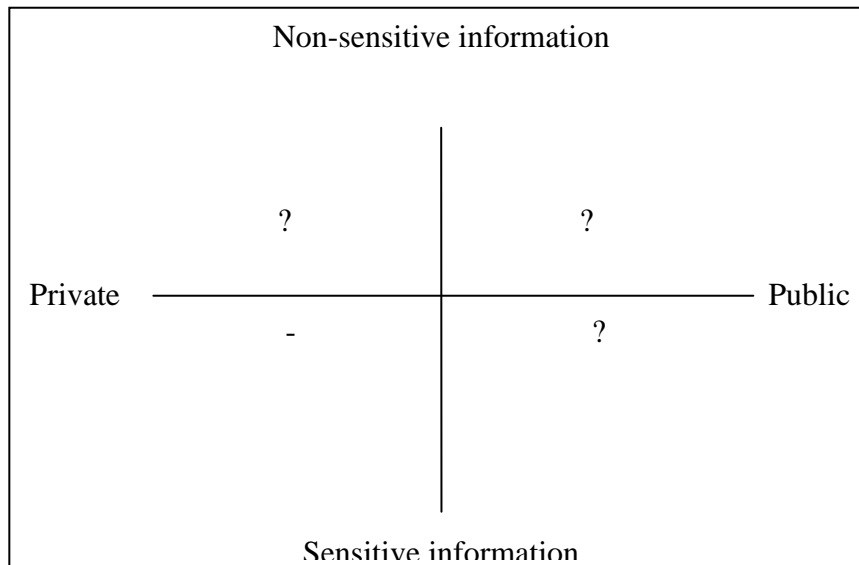 Non-sensitive information
? ?
Private Public
- ?
Sensitive information